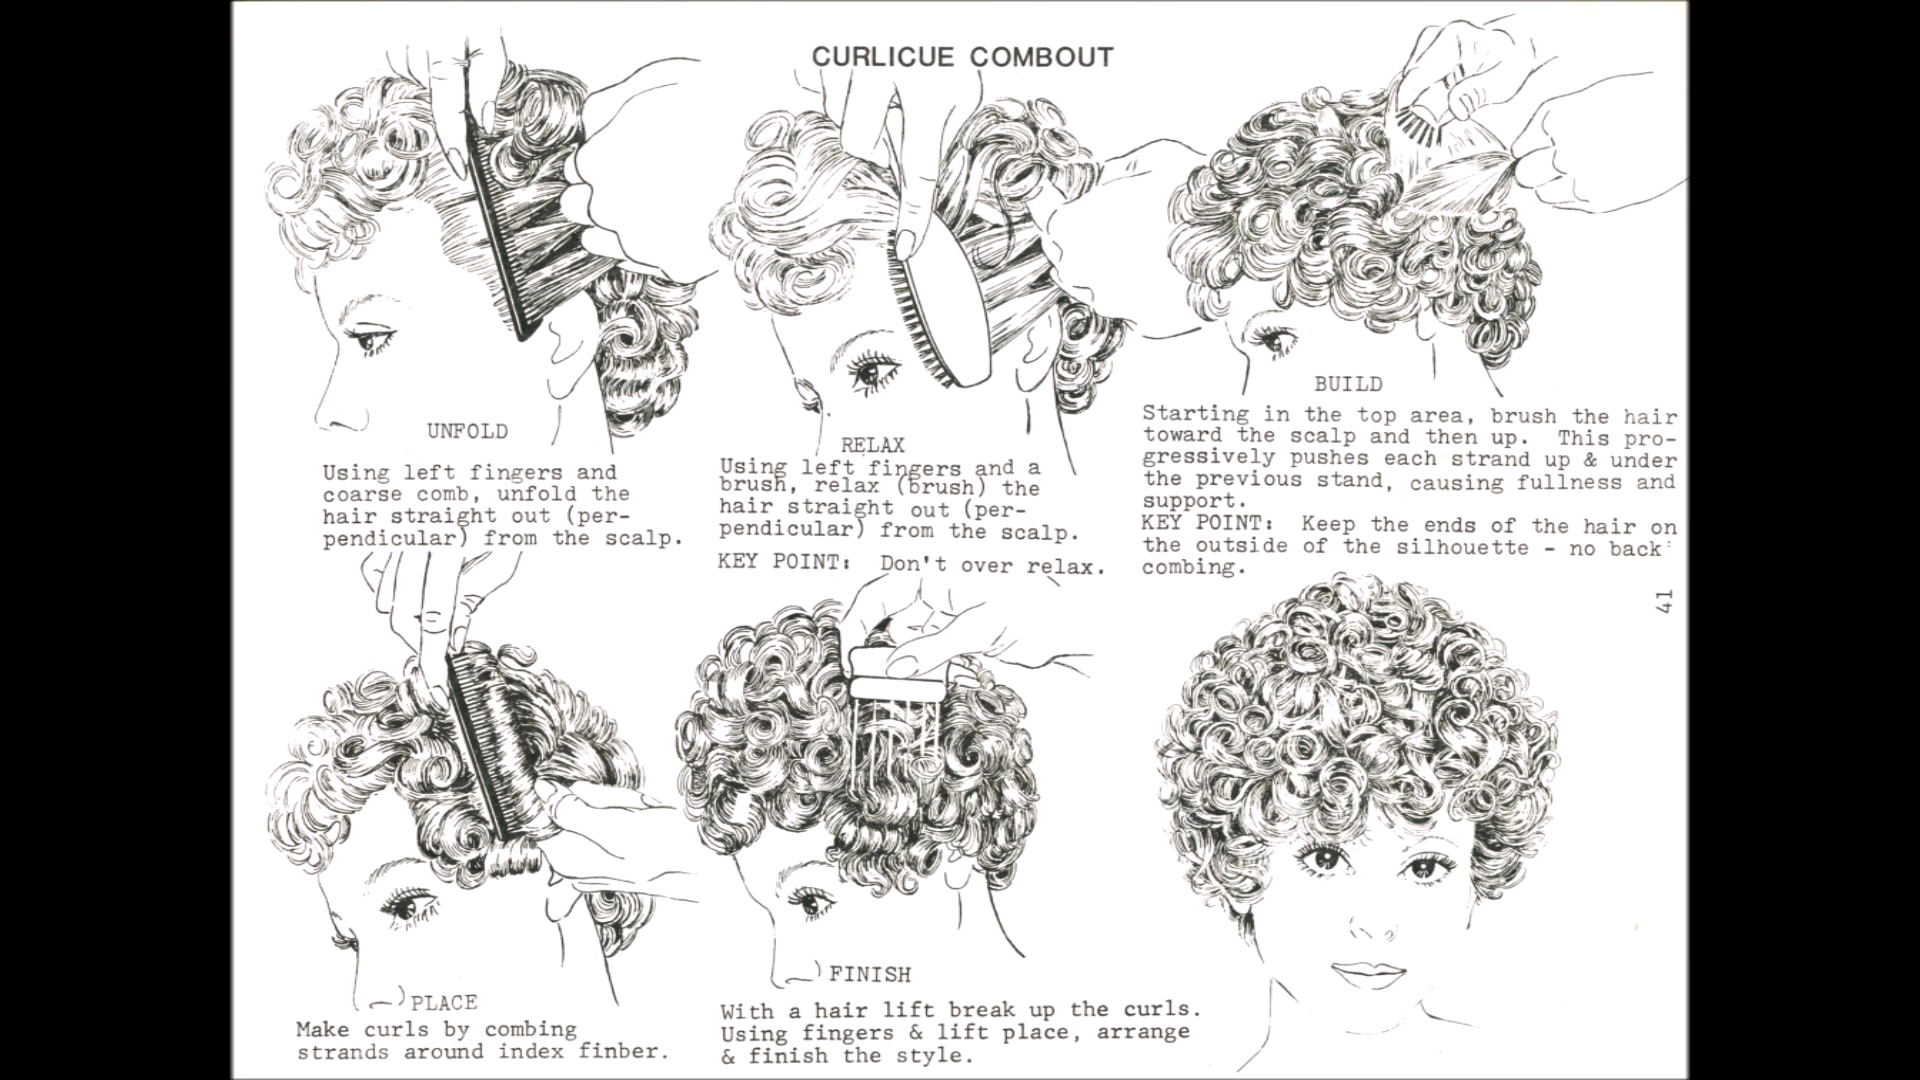 CURLICUE COMBOUT
UNFOLD
Using left fingers and
coarse comb, unfold the
hair straight out (per-
pendicular) from the scalp.
RELAX
Using left fingers and a
brush, relax (brush) the
hair straight out (per-
pendicular) from the scalp.
KEY POINT: Don't over relax.
BUILD
Starting in the top area, brush the hair
toward the scalp and then up. This pro-
gressively pushes each strand up & under
the previous stand, causing fullness and
support.
KEY POINT: Keep the ends of the hair on
the outside of the silhouette - no back
combing.
41
PLACE
Make curls by combing
strands around index finber.
FINISH
With a hair lift break up the curls.
Using fingers & lift place, arrange
& finish the style.